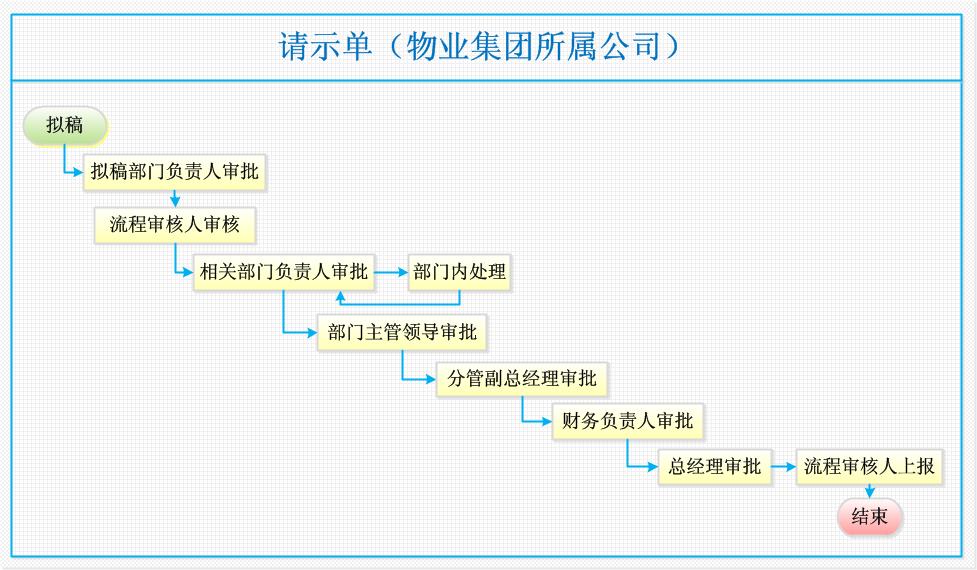 请示单（物业集团所属公司）
拟稿
拟稿部门负责人审批
流程审核人审核
相关部门负责人审批
部门内处理
部门主管领导审批
分管副总经理审批
财务负责人审批
总经理审批
流程审核人上报
结束